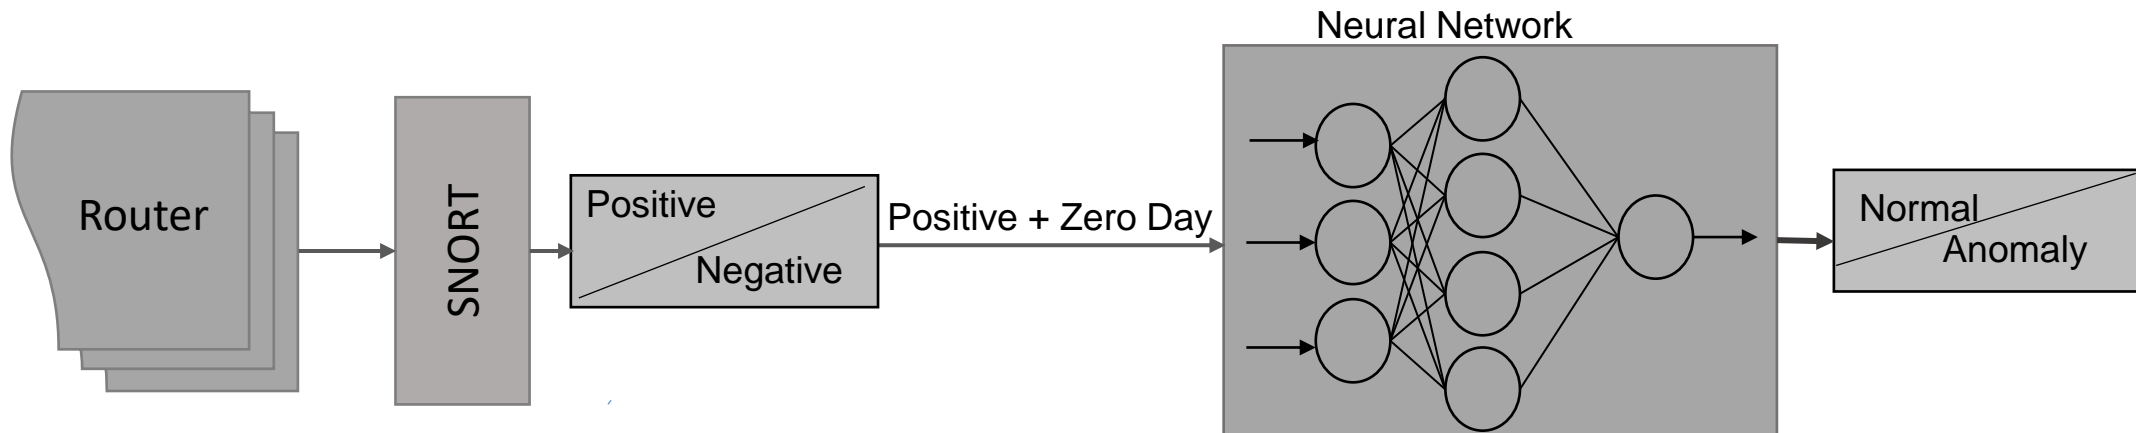 Neural Network
Router
SNORT
Positive
Negative
Positive + Zero Day
Normal
Anomaly